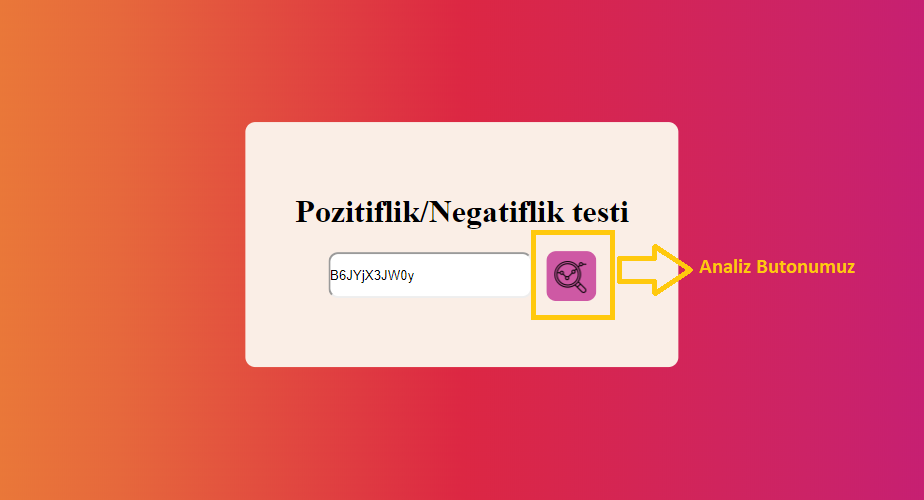 Pozitiflik/Negatiflik testi
B6JYjX3JW0y
Analiz Butonumuz